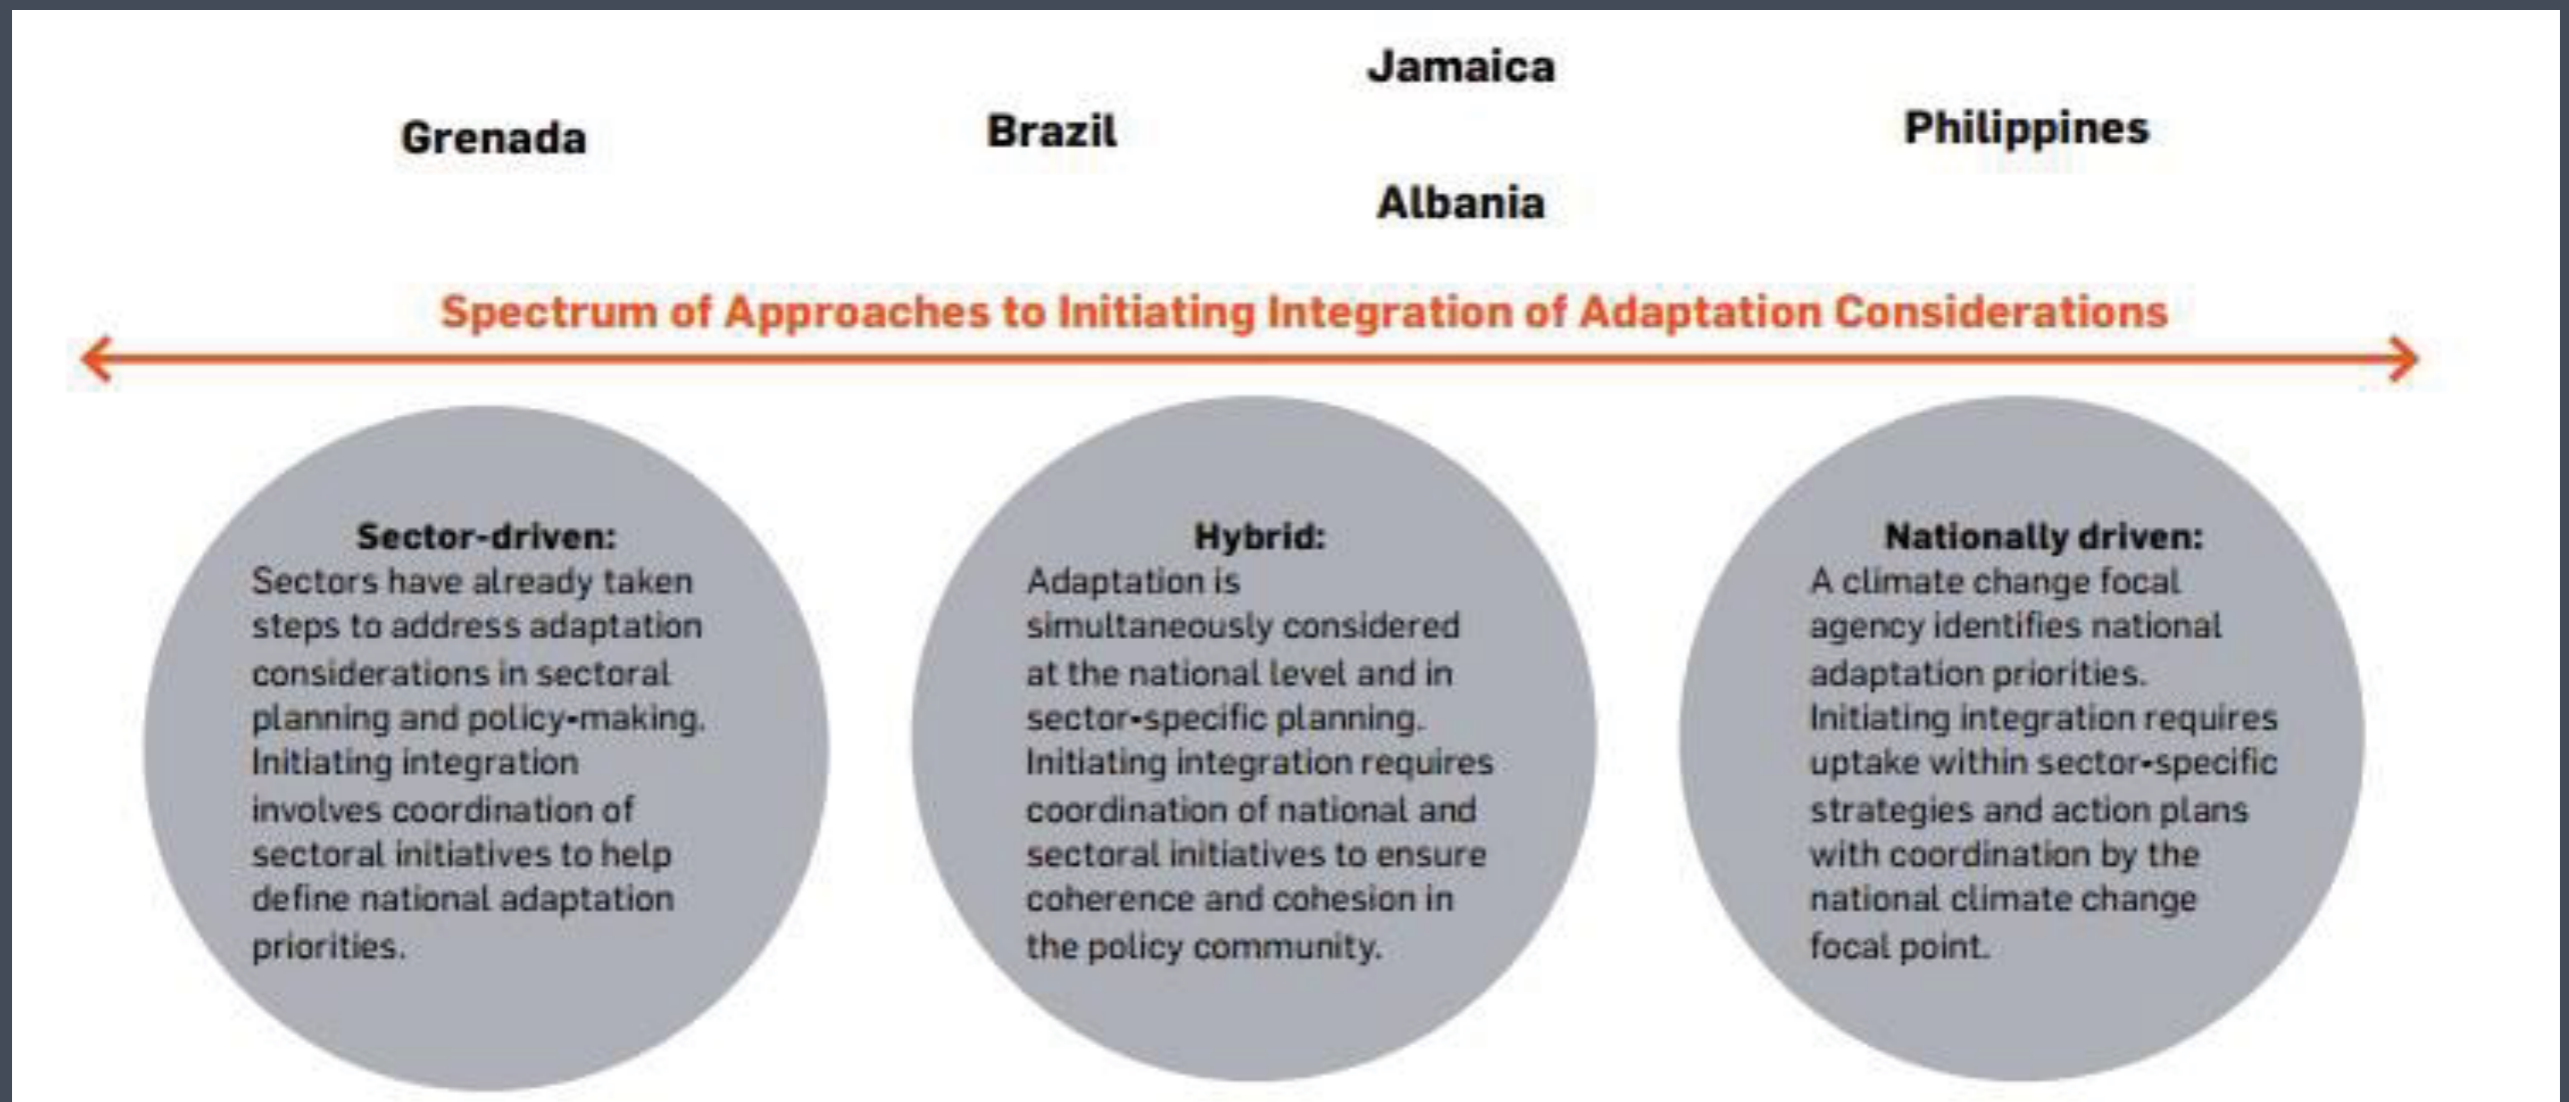 Jamaica
Grenada
Brazil
Philippines
Albania
Spectrum of Approaches to Initiating Integration of Adaptation Considerations
Sector-driven:
Sectors have already taken
steps to address adaptation
considerations in sectoral
planning and policy-making.
Initiating integration
involves coordination of
sectoral initiatives to help
define national adaptation
priorities.
Hybrid:
Adaptation is
simultaneously considered
at the national level and in
sector-specific planning.
Initiating integration requires
coordination of national and
sectoral initiatives to ensure
coherence and cohesion in
the policy community.
Nationally driven:
A climate change focal
agency identifies national
adaptation priorities.
Initiating integration requires
uptake within sector-specific
strategies and action plans
with coordination by the
national climate change
focal point.